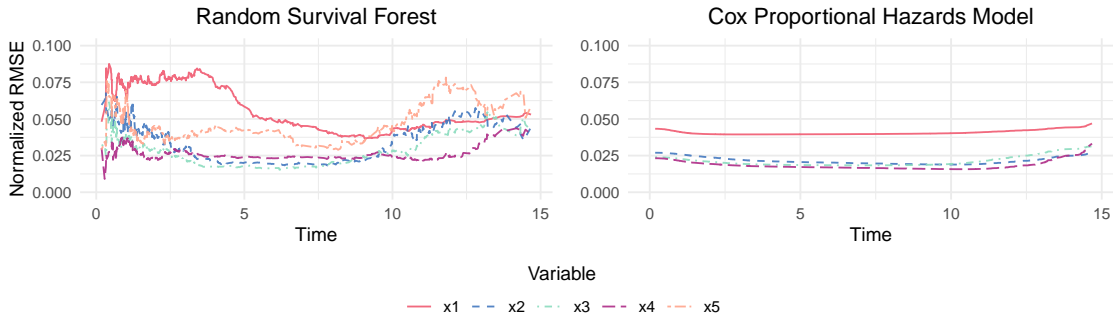 Random Survival Forest
Cox Proportional Hazards Model
Normalized RMSE
0.100
0.075
0.050
0.025
0.000
0
5
10
15
Time
0.100
0.075
0.050
0.025
0.000
0
5
10
15
Time
Variable
x1 x2 x3 x4 x5